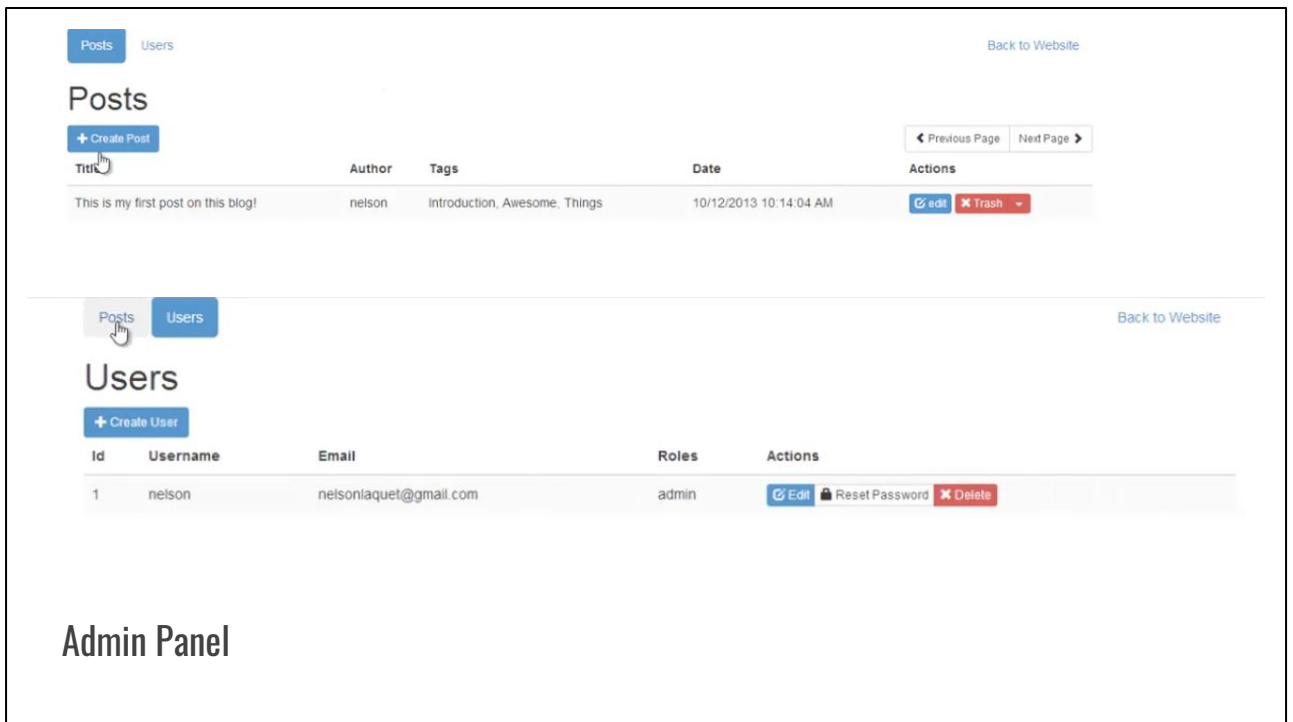 Posts Users Back to Website
Posts
Create Post Previous Page Next Page
Title Author Tags Date Actions
This is my first post on this blog! nelson Introduction, Awesome, Things 10/12/2013 10:14:04 AM edit Trash
Posts Users Back to Website
Users
Create User
Id Username Email Roles Actions
1 nelson nelsonlaquet@gmail.com admin Edit Reset Password Delete
Admin Panel